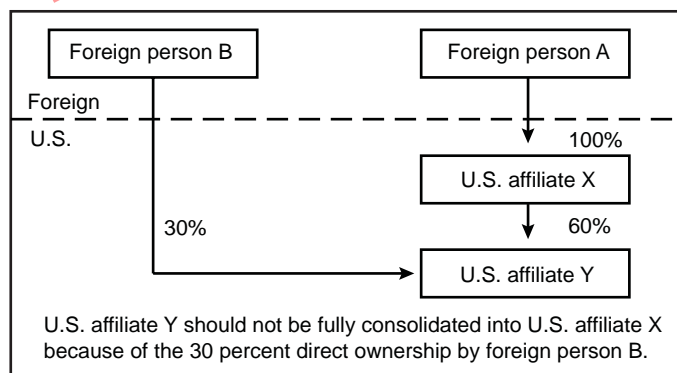 Foreign person B
Foreign person A
Foreign
U.S.
100%
U.S. affiliate X
30%
60%
U.S. affiliate Y
U.S. affiliate Y should not be fully consolidated into U.S. affiliate X
because of the 30 percent direct ownership by foreign person B.